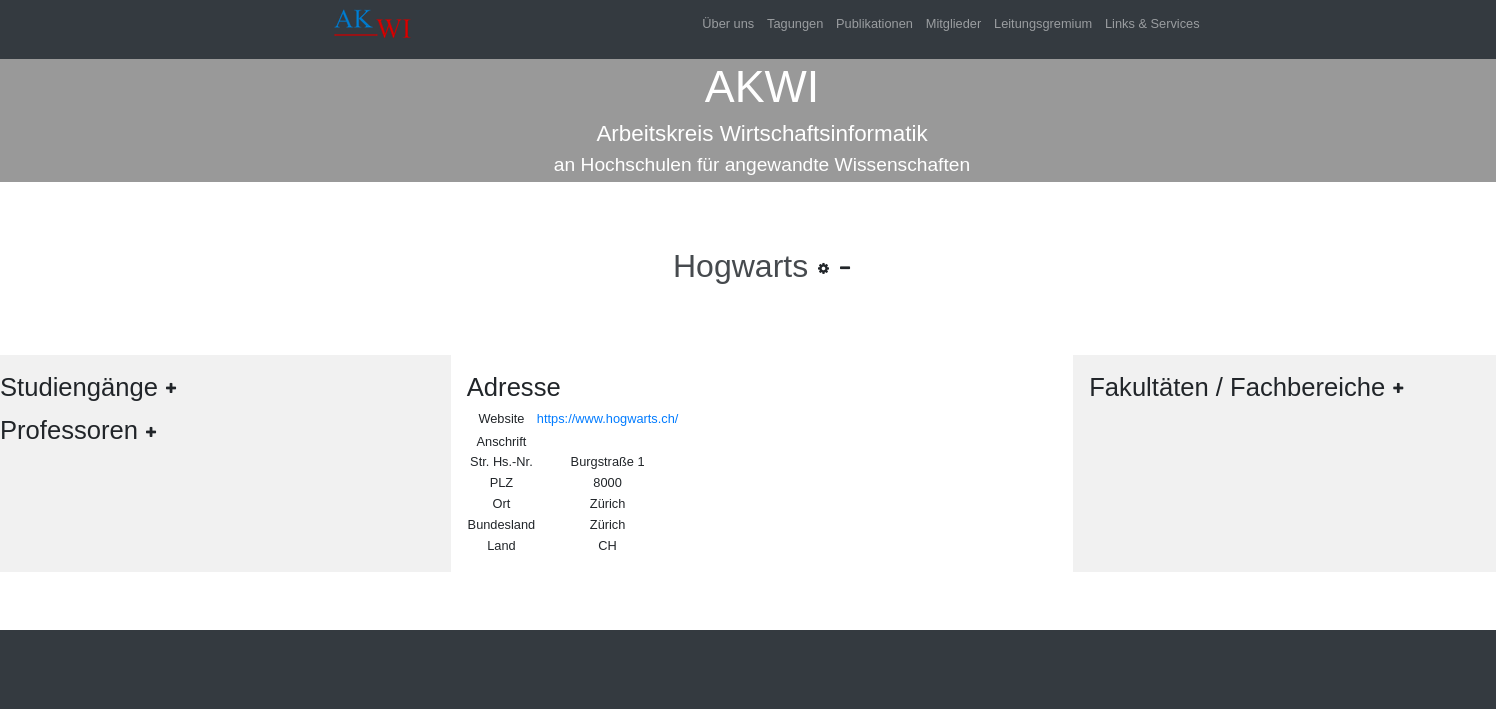 AKWI
Über uns Tagungen Publikationen Mitglieder Leitungsgremium Links & Services
AKWI
Arbeitskreis Wirtschaftsinformatik
an Hochschulen für angewandte Wissenschaften
Hogwarts
Studiengänge
Professoren
Adresse
Website https://www.hogwarts.ch/
Anschrift
Str. Hs.-Nr. Burgstraße 1
PLZ 8000
Ort Zürich
Bundesland Zürich
Land CH
Fakultäten / Fachbereiche